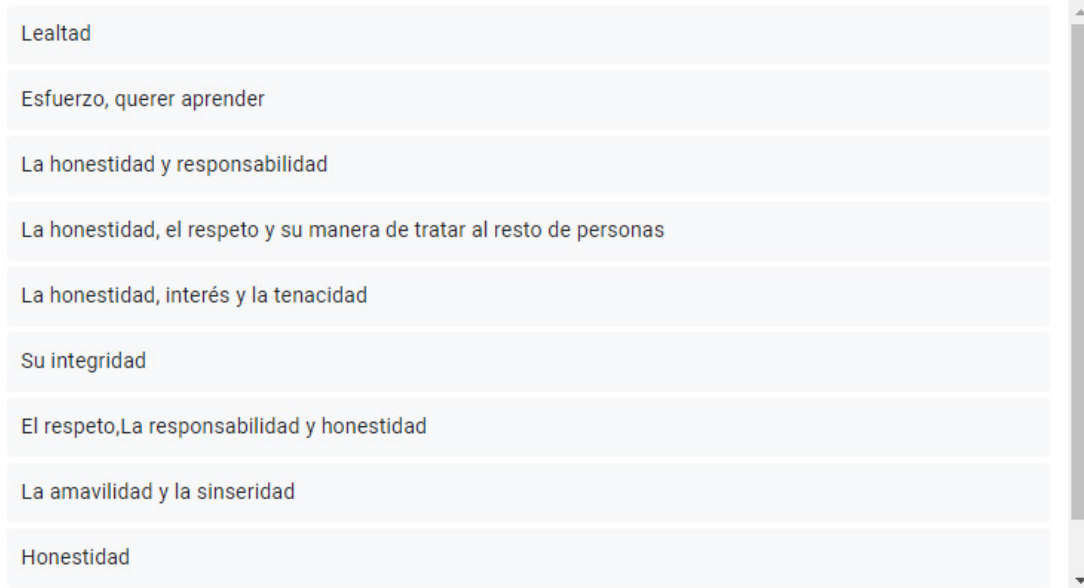 Lealtad
Esfuerzo, querer aprender
La honestidad y responsabilidad
La honestidad, el respeto y su manera de tratar al resto de personas
La honestidad, interés y la tenacidad
Su integridad
El respeto,La responsabilidad y honestidad
La amavilidad y la sinseridad
Honestidad